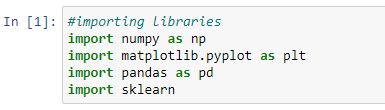 In [1]: #importing libraries
import numpy as np
import matplotlib.pyplot as plt
import pandas as pd
import sklearn